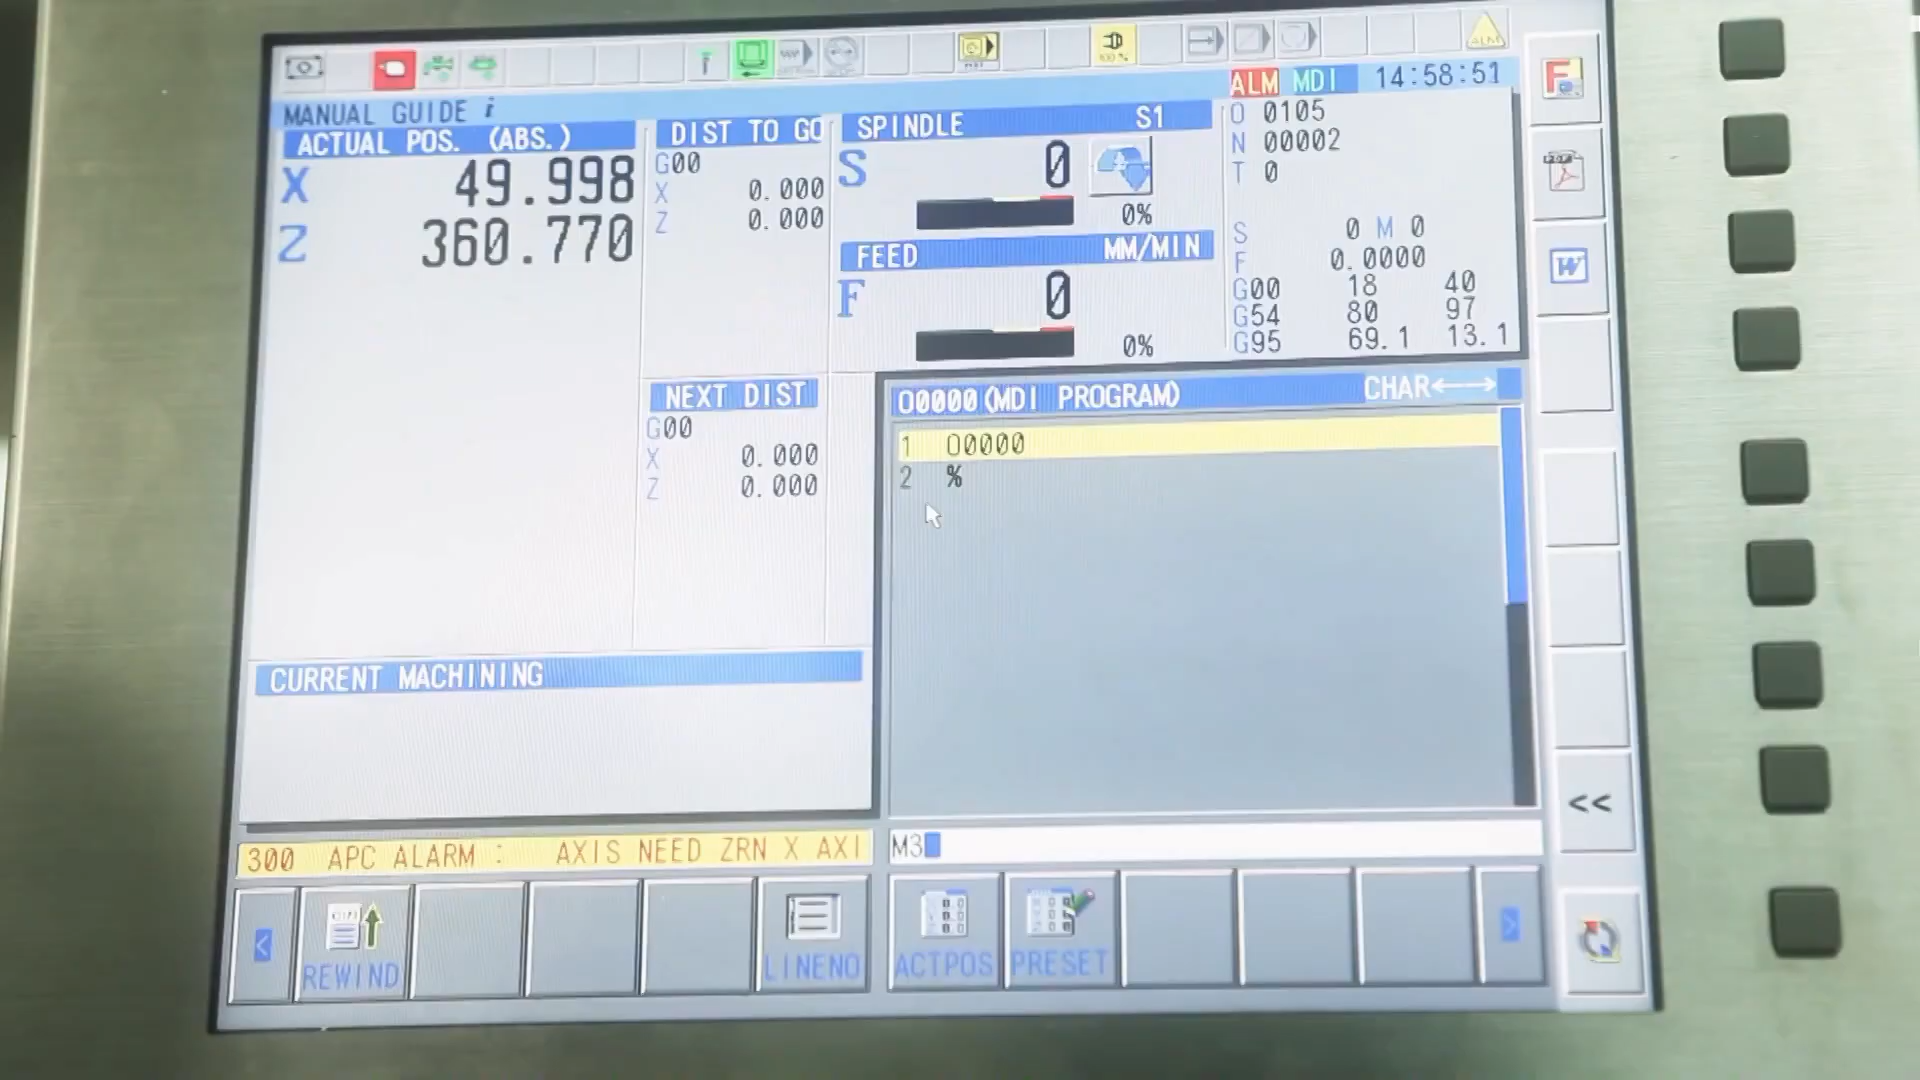 ALM MDI 14:58:51
MANUAL GUIDE i
ACTUAL POS. (ABS.)
X 49.998
Z 360.770
DIST TO GO
G00
X 0.000
Z 0.000
SPINDLE S1
S 0
0%
FEED MM/MIN
F 0
0%
O 0105
N 00002
T 0
S 0 M 0
F 0.0000
G00 18 40
G54 80 97
G95 69.1 13.1
NEXT DIST
G00
X 0.000
Z 0.000
O0000(MDI PROGRAM) CHAR
1 O0000
2 %
CURRENT MACHINING
300 APC ALARM : AXIS NEED ZRN X AXI
M3
< REWIND LINENO ACTPOS PRESET >
F
W
<<